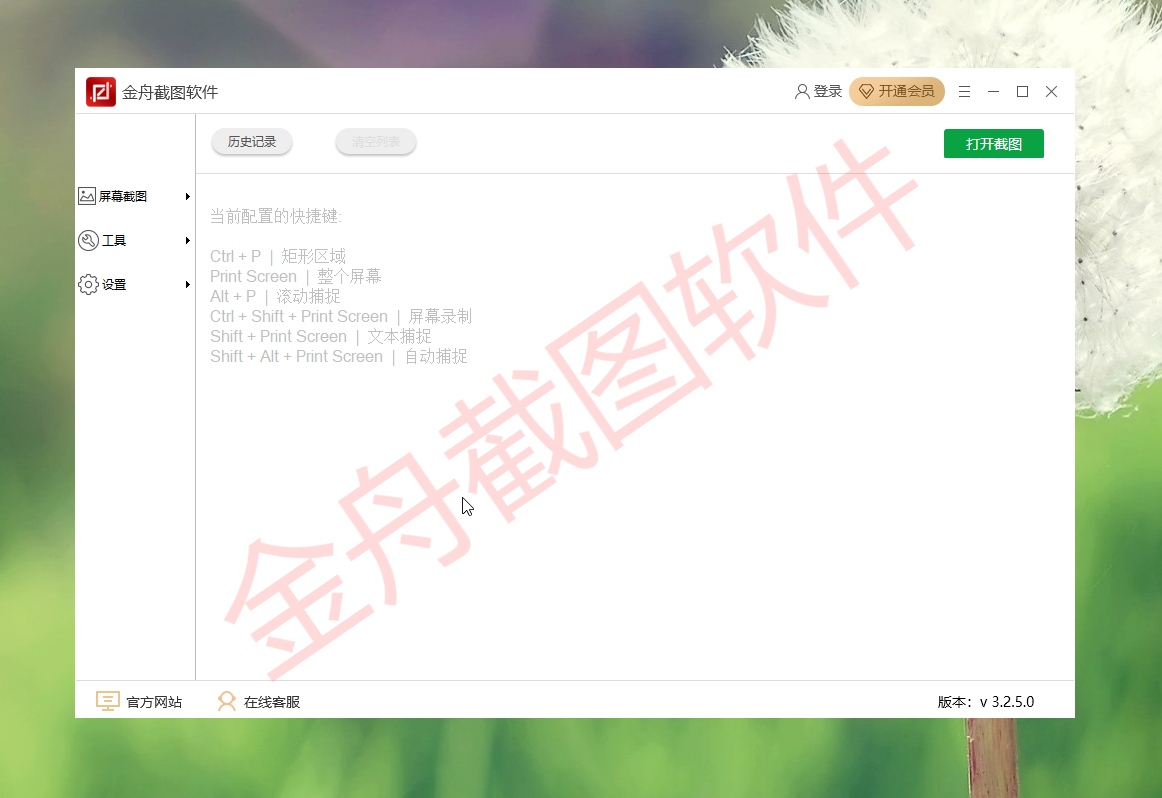 金舟截图软件
登录
开通会员
历史记录
清空列表
打开截图
屏幕截图
工具
设置
当前配置的快捷键:
Ctrl + P | 矩形区域
Print Screen | 整个屏幕
Alt + P | 滚动捕捉
Ctrl + Shift + Print Screen | 屏幕录制
Shift + Print Screen | 文本捕捉
Shift + Alt + Print Screen | 自动捕捉
金舟截图软件
官方网站
在线客服
版本：v 3.2.5.0